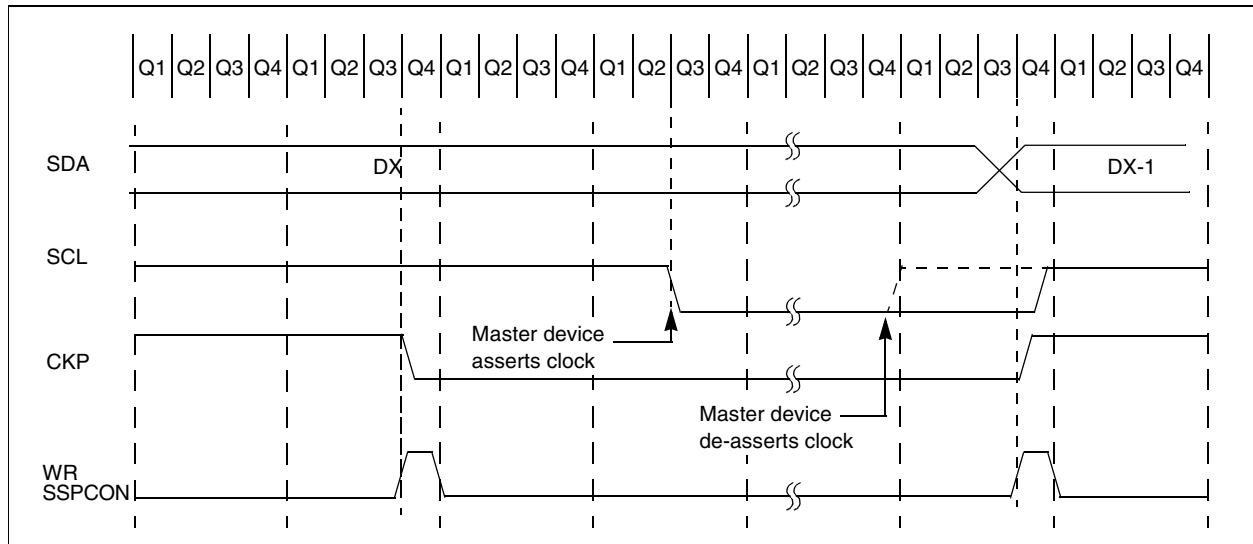 Q1 Q2 Q3 Q4 Q1 Q2 Q3 Q4 Q1 Q2 Q3 Q4 Q1 Q2 Q3 Q4 Q1 Q2 Q3 Q4 Q1 Q2 Q3 Q4 Q1 Q2 Q3 Q4
SDA
DX
DX-1
SCL
Master device
asserts clock
CKP
Master device
de-asserts clock
WR
SSPCON